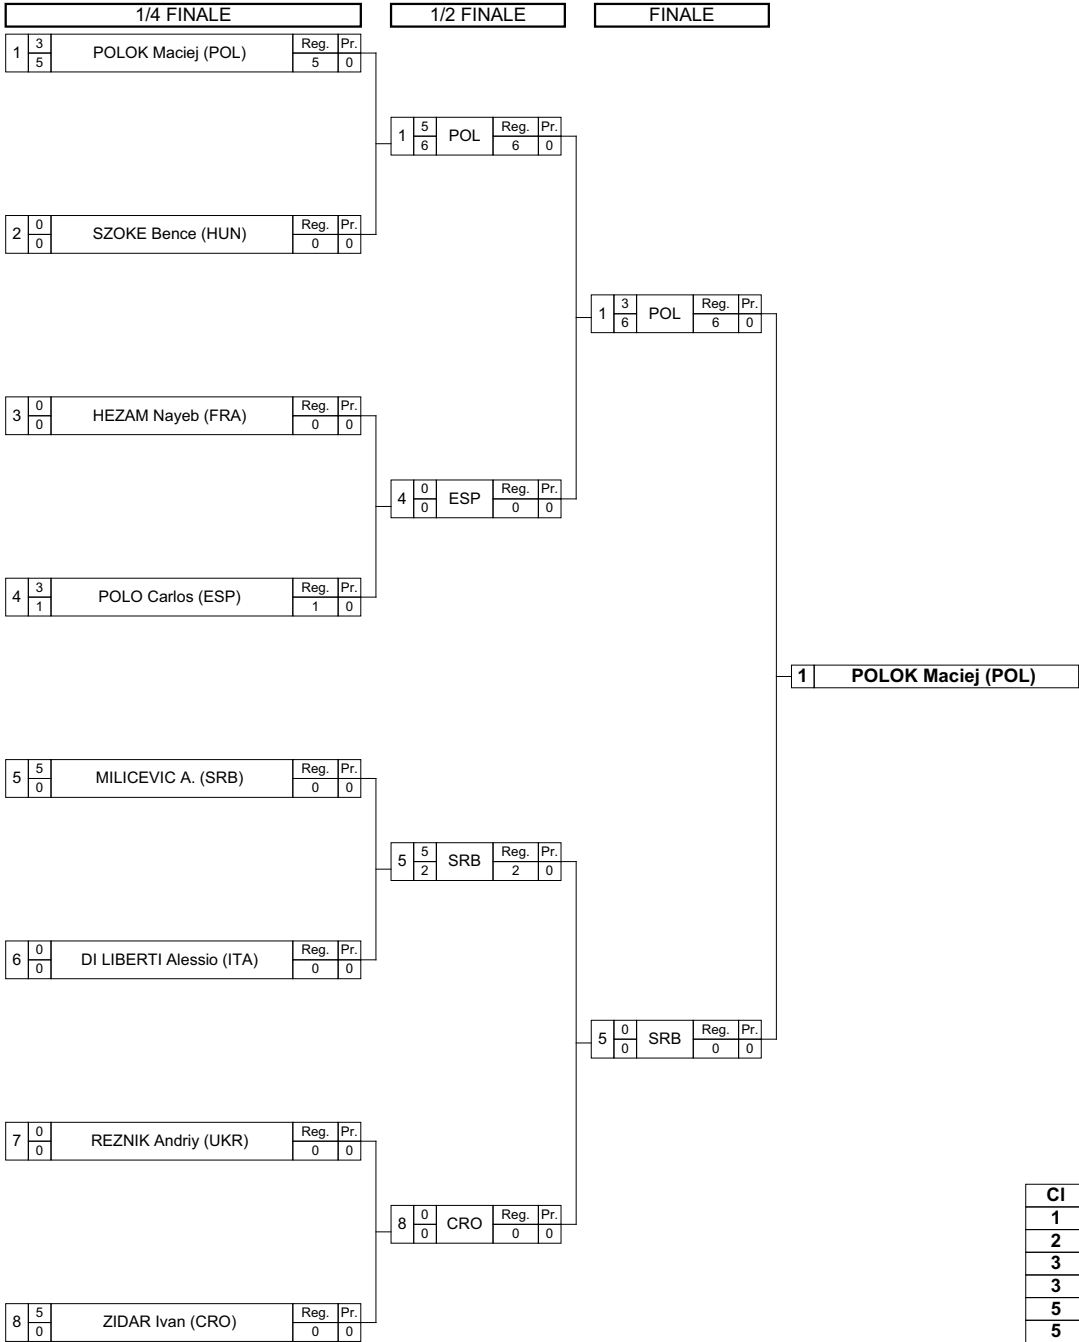 1/4 FINALE 1/2 FINALE FINALE
1 3 POLOK Maciej (POL) Reg. Pr.
5 5 0
1 5 POL Reg. Pr.
6 6 0
2 0 SZOKE Bence (HUN) Reg. Pr.
0 0 0
1 3 POL Reg. Pr.
6 6 0
3 0 HEZAM Nayeb (FRA) Reg. Pr.
0 0 0
4 0 ESP Reg. Pr.
0 0 0
4 3 POLO Carlos (ESP) Reg. Pr.
1 1 0
1 POLOK Maciej (POL)
5 5 MILICEVIC A. (SRB) Reg. Pr.
0 0 0
5 5 SRB Reg. Pr.
2 2 0
6 0 DI LIBERTI Alessio (ITA) Reg. Pr.
0 0 0
5 0 SRB Reg. Pr.
0 0 0
7 0 REZNIK Andriy (UKR) Reg. Pr.
0 0 0
8 0 CRO Reg. Pr.
0 0 0
8 5 ZIDAR Ivan (CRO) Reg. Pr.
0 0 0
Cl
1
2
3
3
5
5